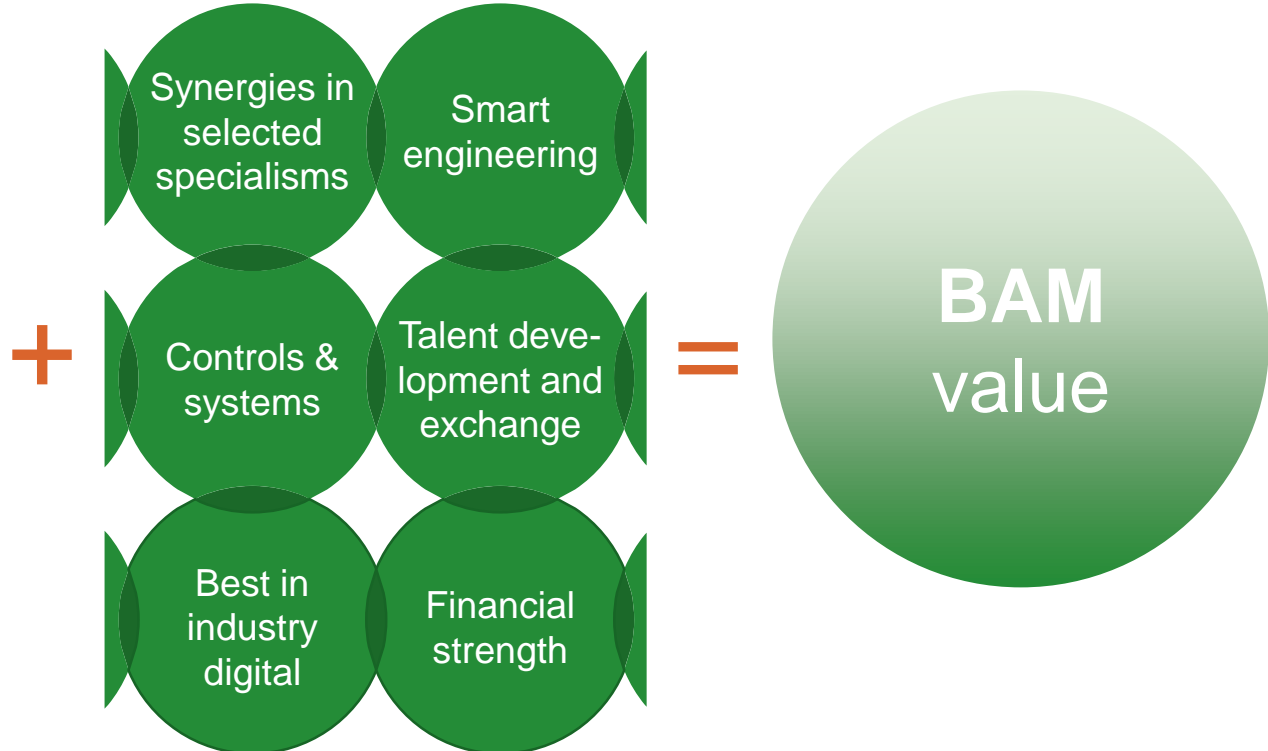 Synergies in
selected
specialisms
Smart
engineering
+
Controls &
systems
Talent deve-
lopment and
exchange
=
BAM
value
Best in
industry
digital
Financial
strength